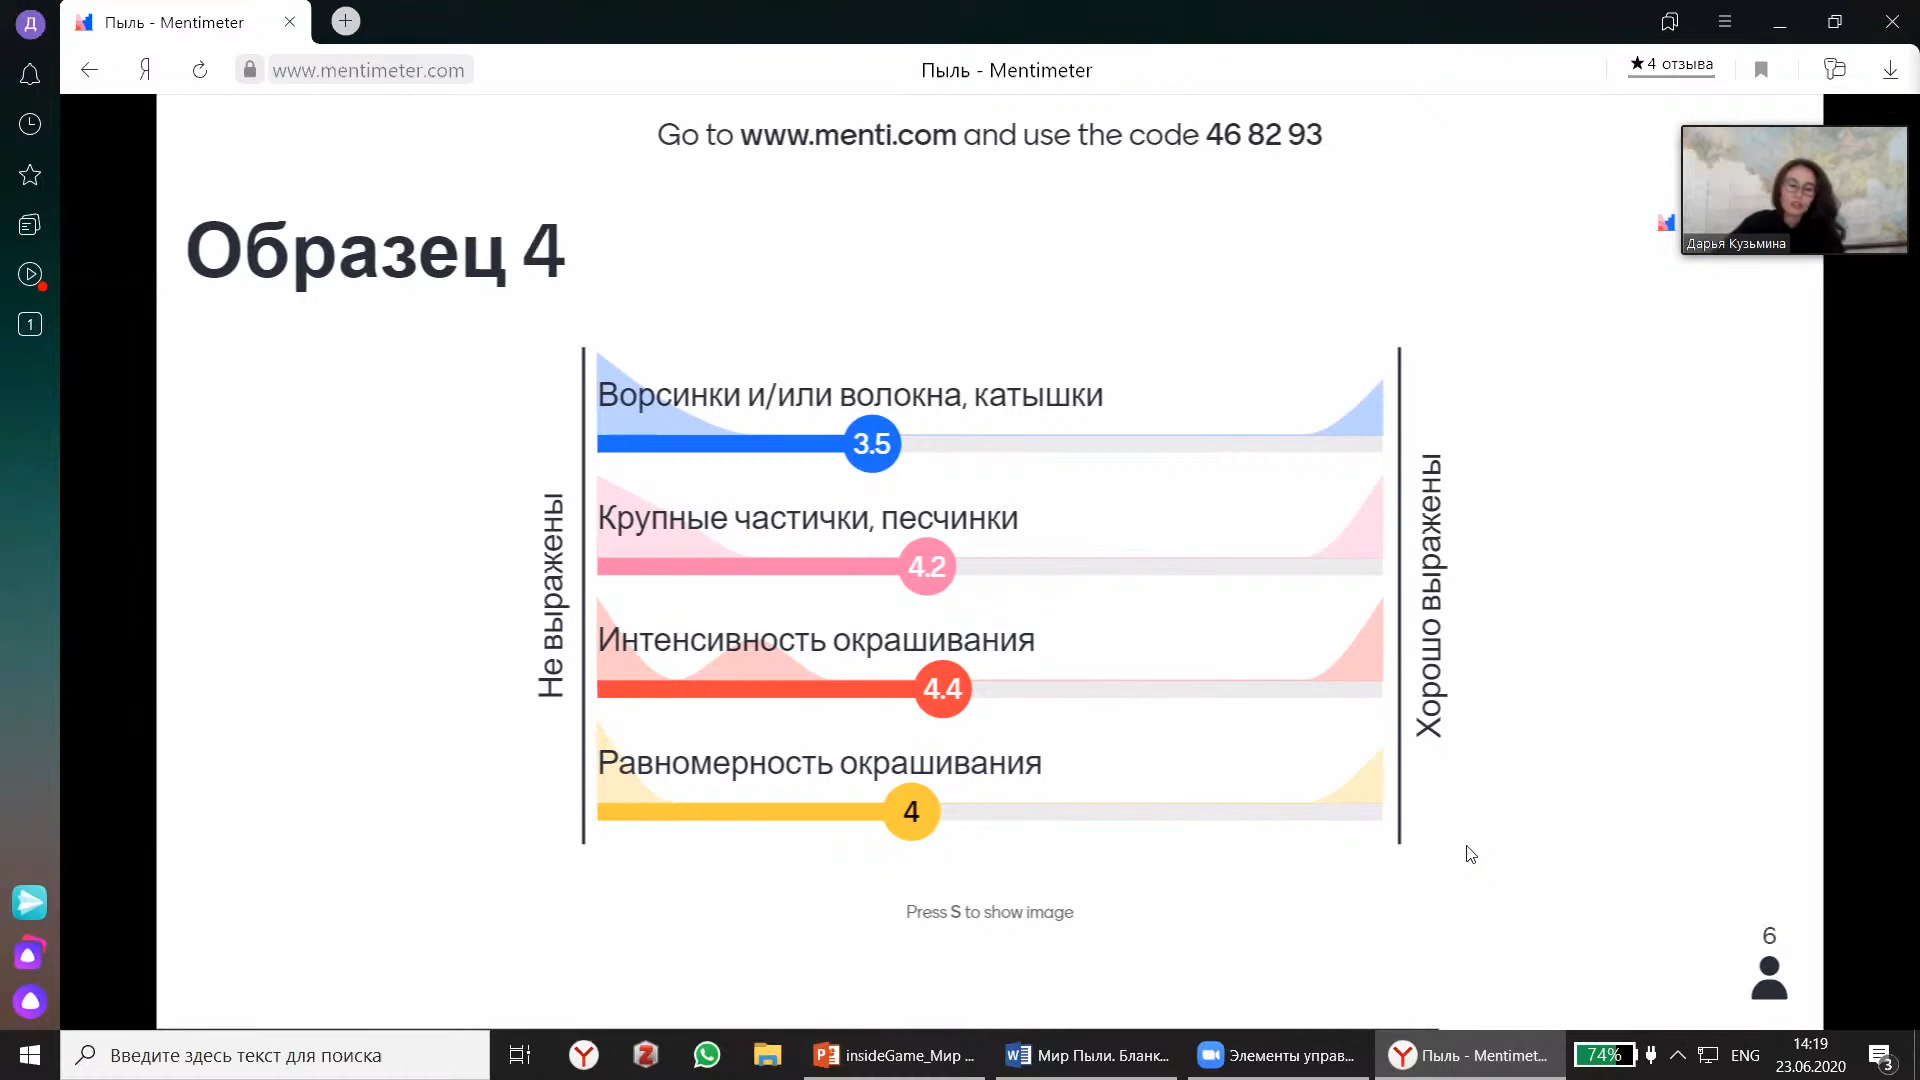 Д
Пыль - Mentimeter
Я
www.mentimeter.com
Пыль - Mentimeter
★4 отзыва
1
Go to www.menti.com and use the code 46 82 93
Дарья Кузьмина
Образец 4
Не выражены
Ворсинки и/или волокна, катышки
3.5
Крупные частички, песчинки
4.2
Интенсивность окрашивания
4.4
Равномерность окрашивания
4
Хорошо выражены
Press S to show image
6
Введите здесь текст для поиска
insideGame_Мир ...
Мир Пыли. Бланк...
Элементы управ...
Пыль - Mentimet...
74%
ENG
14:19
23.06.2020
3